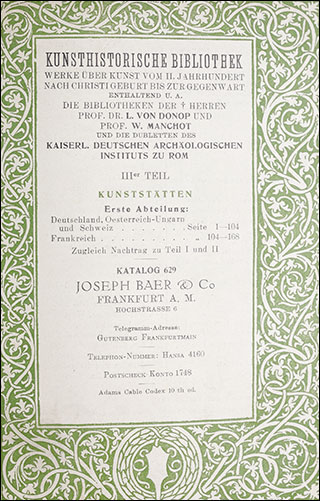 KUNSTHISTORISCHE BIBLIOTHEK
WERKE ÜBER KUNST VOM II. JAHRHUNDERT
NACH CHRISTI GEBURT BIS ZUR GEGENWART
ENTHALTEND U. A.
DIE BIBLIOTHEKEN DER † HERREN
PROF. DR. L. VON DONOP UND
PROF. W. MANCHOT
UND DIE DUBLETTEN DES
KAISERL. DEUTSCHEN ARCHÄOLOGISCHEN
INSTITUTS ZU ROM
IIIer TEIL
KUNSTSTÄTTEN
Erste Abteilung:
Deutschland, Oesterreich-Ungarn
und Schweiz . . . . . . . . Seite 1—104
Frankreich . . . . . . . . . „ 104—168
Zugleich Nachtrag zu Teil I und II
KATALOG 629
JOSEPH BAER & Co
FRANKFURT A. M.
HOCHSTRASSE 6
Telegramm-Adresse:
GUTENBERG FRANKFURTMAIN
TELEPHON-NUMMER: HANSA 4160
POSTSCHECK KONTO 1748
Adams Cable Codex 10 th ed.